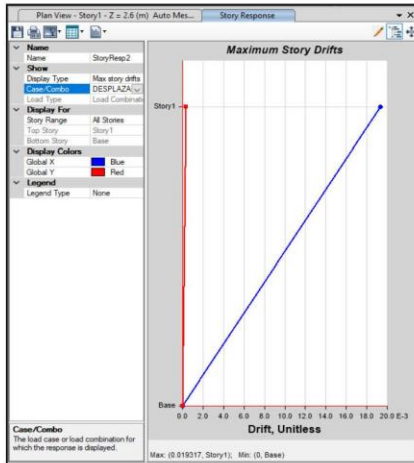 Plan View - Story1 - Z = 2.6 (m) Auto Mes...
Story Response
Name
Name StoryResp2
Show
Display Type Max story drifts
Case/Combo DESPLAZA
Load Type Load Combinati
Display For
Story Range All Stories
Top Story Story1
Bottom Story Base
Display Colors
Global X Blue
Global Y Red
Legend
Legend Type None
Case/Combo
The load case or load combination for
which the response is displayed.
Maximum Story Drifts
Story1
Base
0.0 2.0 4.0 6.0 8.0 10.0 12.0 14.0 16.0 18.0 20.0 E-3
Drift, Unitless
Max: (0.019317, Story1); Min: (0, Base)